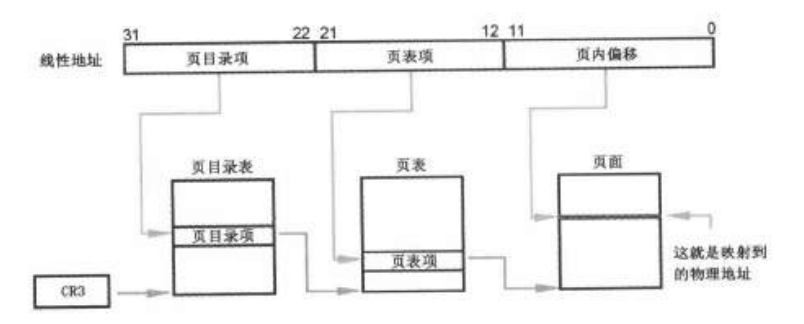 31 22 21 12 11 0
线性地址 页目录项 页表项 页内偏移
页目录表 页表 页面
页目录项
页表项
这就是映射到
的物理地址
CR3